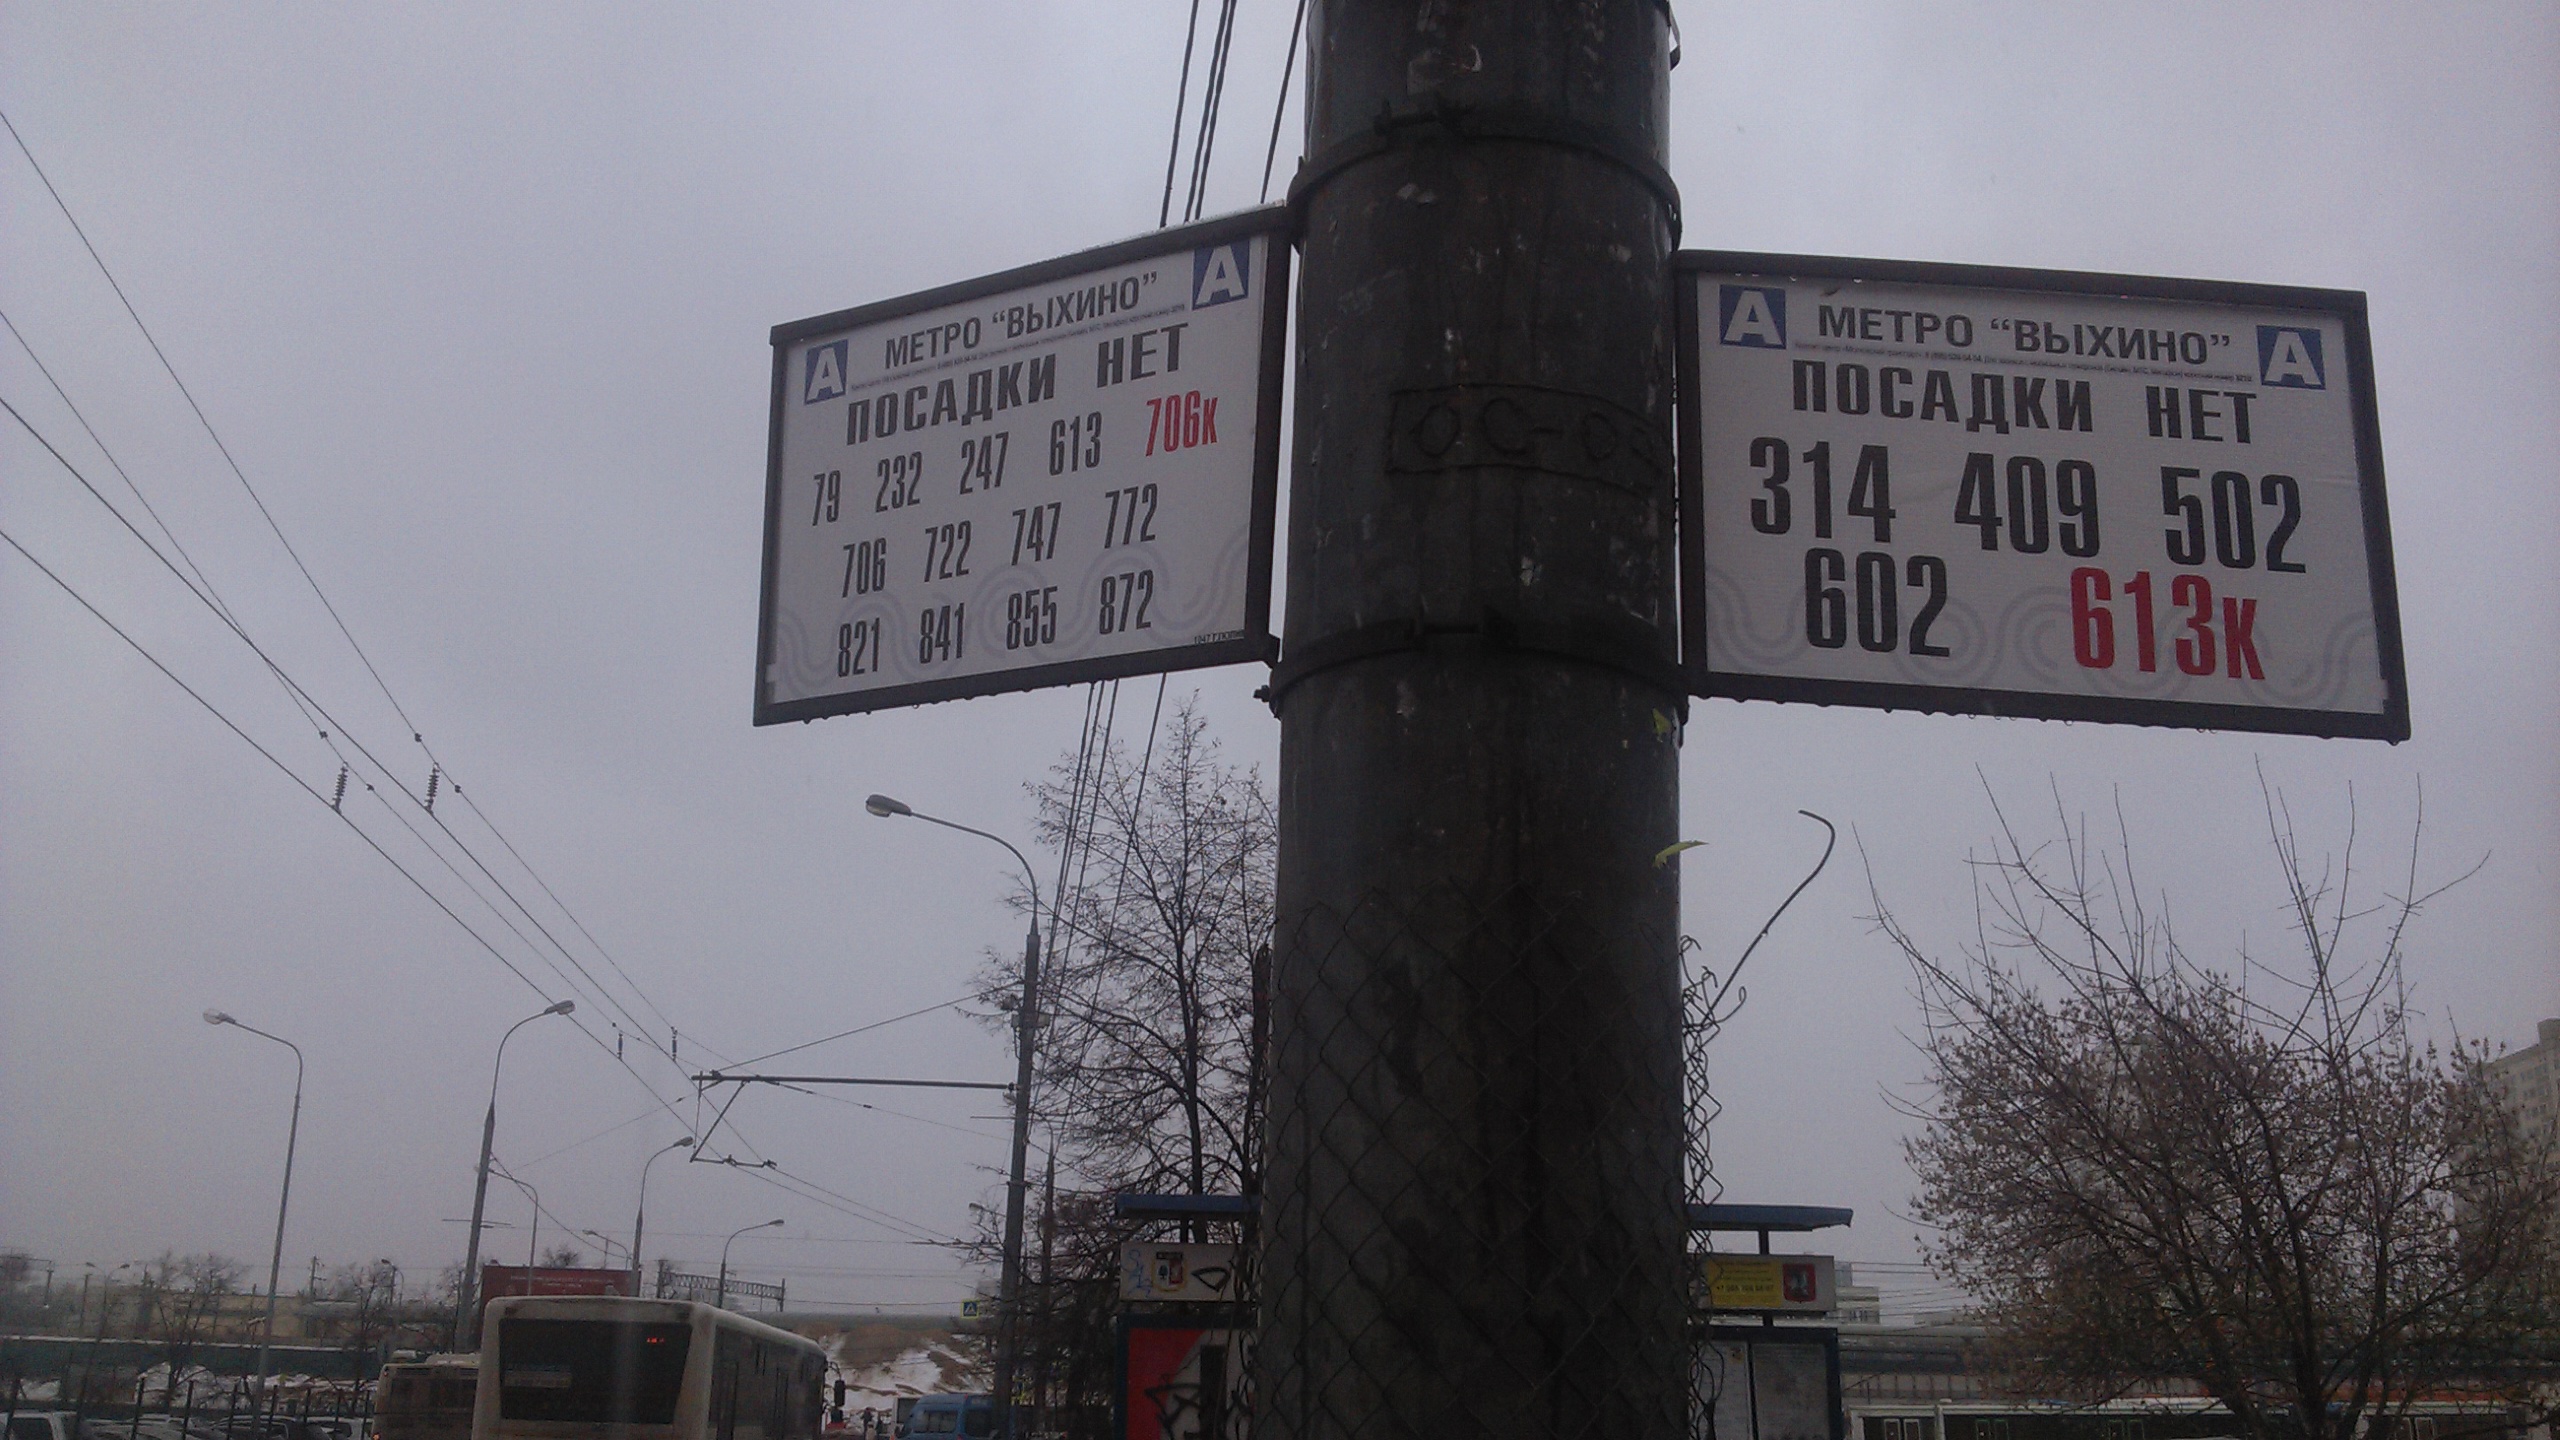 А МЕТРО "ВЫХИНО" А
ПОСАДКИ НЕТ
79 232 247 613 706к
706 722 747 772
821 841 855 872
А МЕТРО "ВЫХИНО" А
ПОСАДКИ НЕТ
314 409 502
602 613к